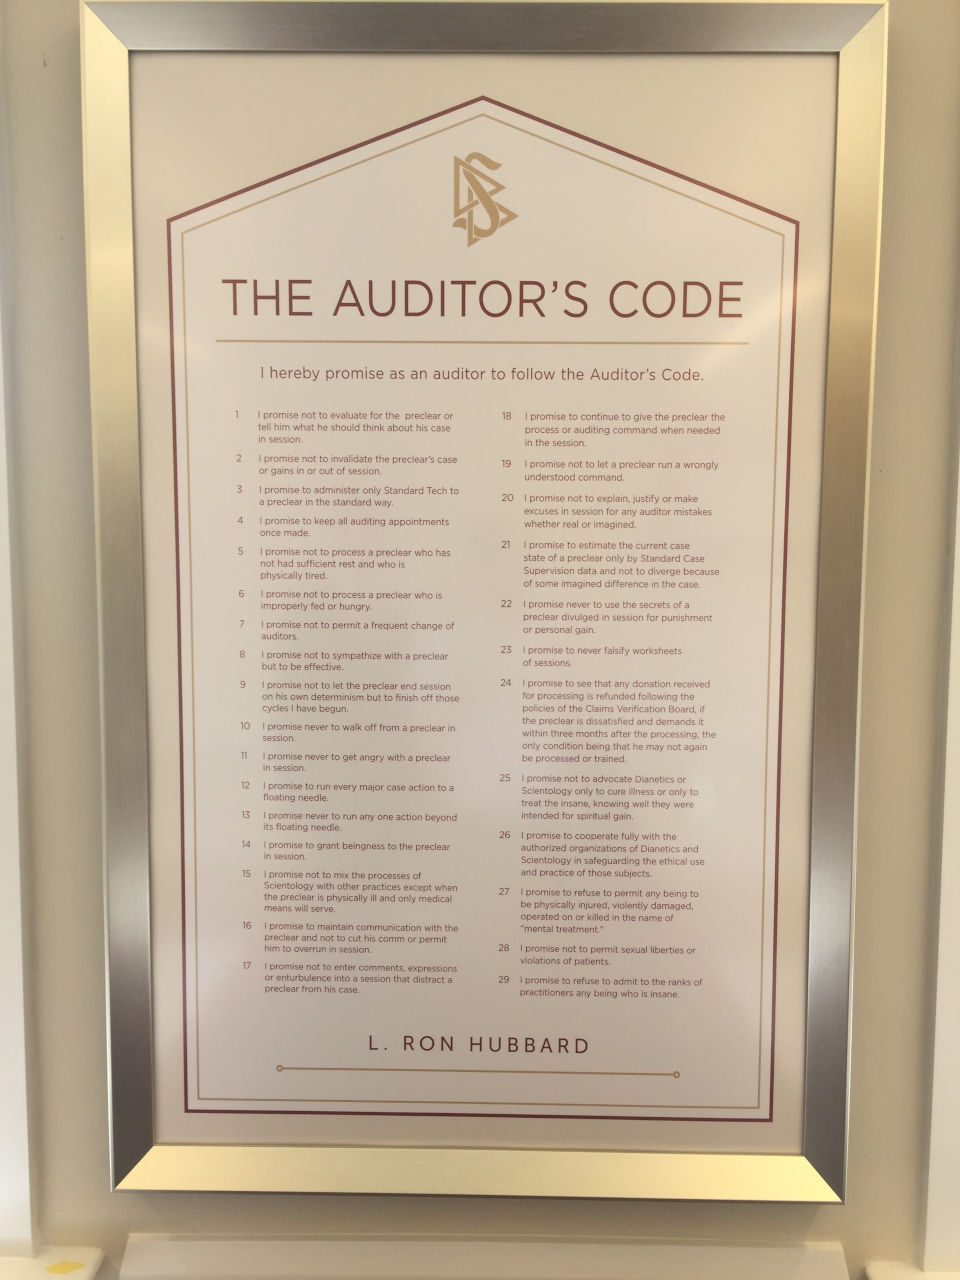 THE AUDITOR'S CODE
I hereby promise as an auditor to follow the Auditor's Code.
1 I promise not to evaluate for the preclear or
tell him what he should think about his case
in session.
2 I promise not to invalidate the preclear's case
or gains in or out of session.
3 I promise to administer only Standard Tech to
a preclear in the standard way.
4 I promise to keep all auditing appointments
once made.
5 I promise not to process a preclear who has
not had sufficient rest and who is
physically tired.
6 I promise not to process a preclear who is
improperly fed or hungry.
7 I promise not to permit a frequent change of
auditors.
8 I promise not to sympathize with a preclear
but to be effective.
9 I promise not to let the preclear end session
on his own determinism but to finish off those
cycles I have begun.
10 I promise never to walk off from a preclear in
session.
11 I promise never to get angry with a preclear
in session.
12 I promise to run every major case action to a
floating needle.
13 I promise never to run any one action beyond
its floating needle.
14 I promise to grant beingness to the preclear
in session.
15 I promise not to mix the processes of
Scientology with other practices except when
the preclear is physically ill and only medical
means will serve.
16 I promise to maintain communication with the
preclear and not to cut his comm or permit
him to overrun in session.
17 I promise not to enter comments, expressions
or enturbulence into a session that distract a
preclear from his case.
18 I promise to continue to give the preclear the
process or auditing command when needed
in the session.
19 I promise not to let a preclear run a wrongly
understood command.
20 I promise not to explain, justify or make
excuses in session for any auditor mistakes
whether real or imagined.
21 I promise to estimate the current case
state of a preclear only by Standard Case
Supervision data and not to diverge because
of some imagined difference in the case.
22 I promise never to use the secrets of a
preclear divulged in session for punishment
or personal gain.
23 I promise to never falsify worksheets
of sessions.
24 I promise to see that any donation received
for processing is refunded following the
policies of the Claims Verification Board, if
the preclear is dissatisfied and demands it
within three months after the processing, the
only condition being that he may not again
be processed or trained.
25 I promise not to advocate Dianetics or
Scientology only to cure illness or only to
treat the insane, knowing well they were
intended for spiritual gain.
26 I promise to cooperate fully with the
authorized organizations of Dianetics and
Scientology in safeguarding the ethical use
and practice of those subjects.
27 I promise to refuse to permit any being to
be physically injured, violently damaged,
operated on or killed in the name of
"mental treatment."
28 I promise not to permit sexual liberties or
violations of patients.
29 I promise to refuse to admit to the ranks of
practitioners any being who is insane.
L. RON HUBBARD